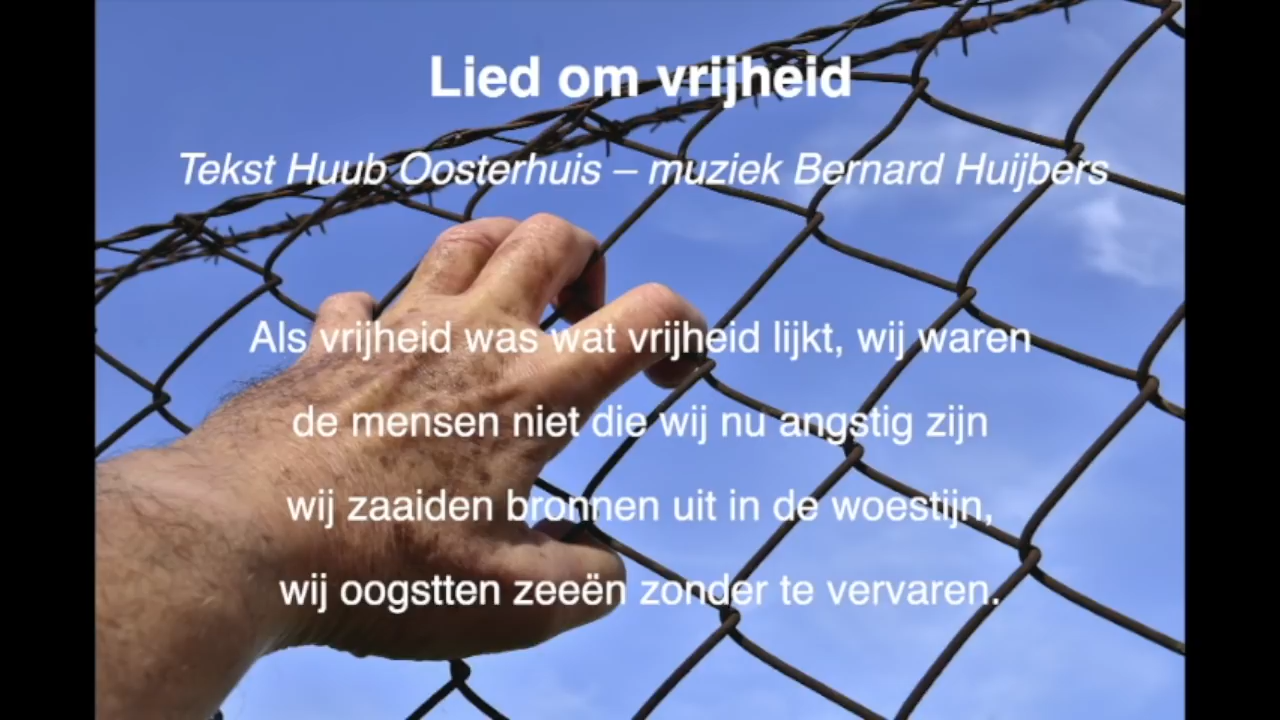 Lied om vrijheid
Tekst Huub Oosterhuis – muziek Bernard Huijbers
Als vrijheid was wat vrijheid lijkt, wij waren
de mensen niet die wij nu angstig zijn
wij zaaiden bronnen uit in de woestijn,
wij oogstten zeeën zonder te vervaren.